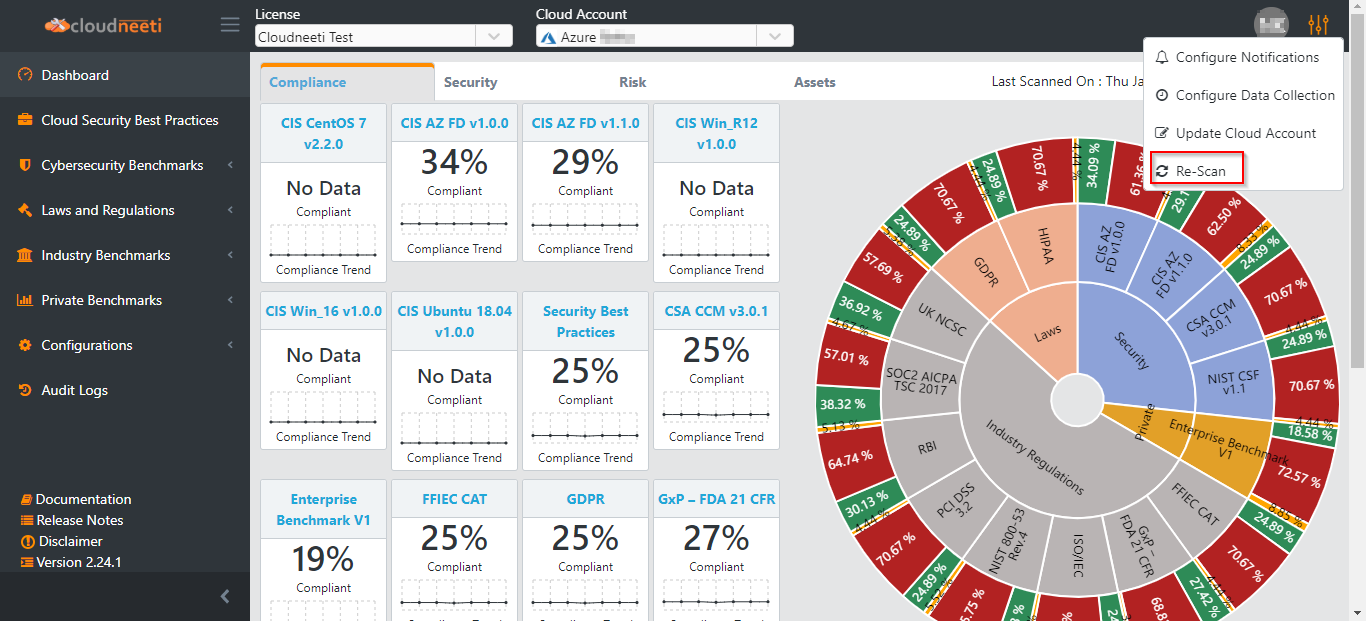 cloudneeti
License
Cloudneeti Test
Cloud Account
Azure
Configure Notifications
Configure Data Collection
Update Cloud Account
Re-Scan
Dashboard
Cloud Security Best Practices
Cybersecurity Benchmarks
Laws and Regulations
Industry Benchmarks
Private Benchmarks
Configurations
Audit Logs
Documentation
Release Notes
Disclaimer
Version 2.24.1
Compliance
Security
Risk
Assets
Last Scanned On : Thu Ja
CIS CentOS 7
v2.2.0
No Data
Compliant
Compliance Trend
CIS AZ FD v1.0.0
34%
Compliant
Compliance Trend
CIS AZ FD v1.1.0
29%
Compliant
Compliance Trend
CIS Win_R12
v1.0.0
No Data
Compliant
Compliance Trend
CIS Win_16 v1.0.0
No Data
Compliant
Compliance Trend
CIS Ubuntu 18.04
v1.0.0
No Data
Compliant
Compliance Trend
Security Best
Practices
25%
Compliant
Compliance Trend
CSA CCM v3.0.1
25%
Compliant
Compliance Trend
Enterprise
Benchmark V1
19%
Compliant
FFIEC CAT
25%
Compliant
GDPR
25%
Compliant
GxP – FDA 21 CFR
27%
Compliant
Security
CIS AZ
FD v1.0.0
34.09 %
61.36
CIS AZ
FD v1.1.0
29.1
62.50 %
8.33 %
CSA CCM
v3.0.1
24.89 %
70.67 %
4.44 %
NIST CSF
v1.1
24.89 %
70.67 %
4.44 %
Private
Enterprise Benchmark
V1
18.58 %
72.57 %
8.85 %
Industry Regulations
FFIEC CAT
24.89 %
70.67 %
4.44 %
GxP –
FDA 21 CFR
27.42 %
68.8
ISO/IEC
NIST 800-53
Rev.4
5.75 %
PCI DSS
3.2
24.89 %
70.67 %
4.44 %
RBI
30.13 %
64.74 %
5.13 %
SOC2 AICPA
TSC 2017
38.32 %
57.01 %
4.67 %
UK NCSC
36.92 %
57.69 %
Laws
GDPR
24.89 %
70.67 %
HIPAA
24.89 %
70.67 %
4.44 %